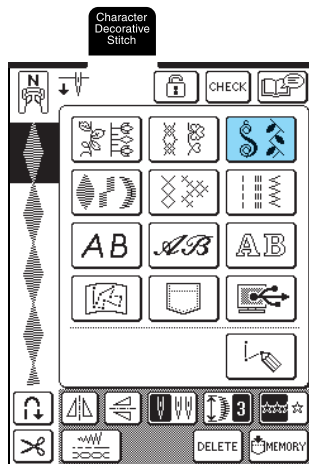 Character
Decorative
Stitch
N
CHECK
AB
AB
AB
3
DELETE
MEMORY